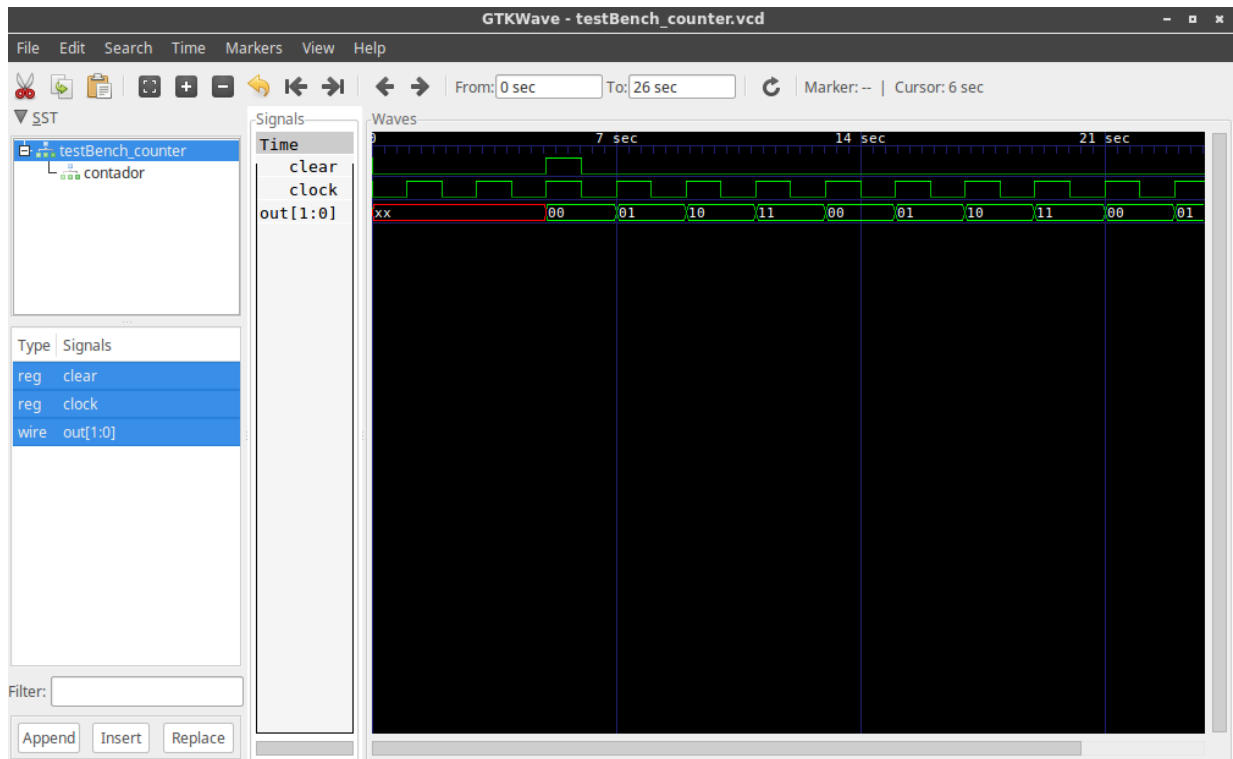 GTKWave - testBench_counter.vcd
File Edit Search Time Markers View Help
From: 0 sec To: 26 sec Marker: -- | Cursor: 6 sec
SST
testBench_counter
contador
Type Signals
reg clear
reg clock
wire out[1:0]
Filter:
Append Insert Replace
Signals
Time
clear
clock
out[1:0]
Waves
0 7 sec 14 sec 21 sec
xx 00 01 10 11 00 01 10 11 00 01